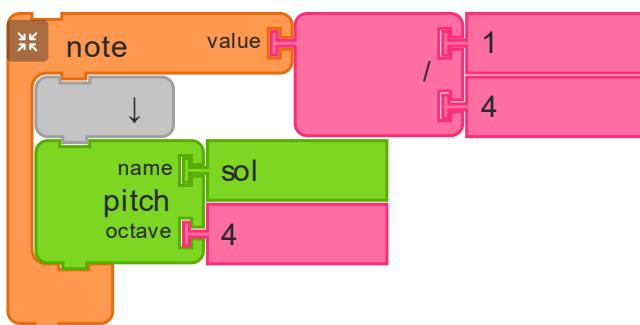 note value 1
/
4
↓
name sol
pitch
octave 4